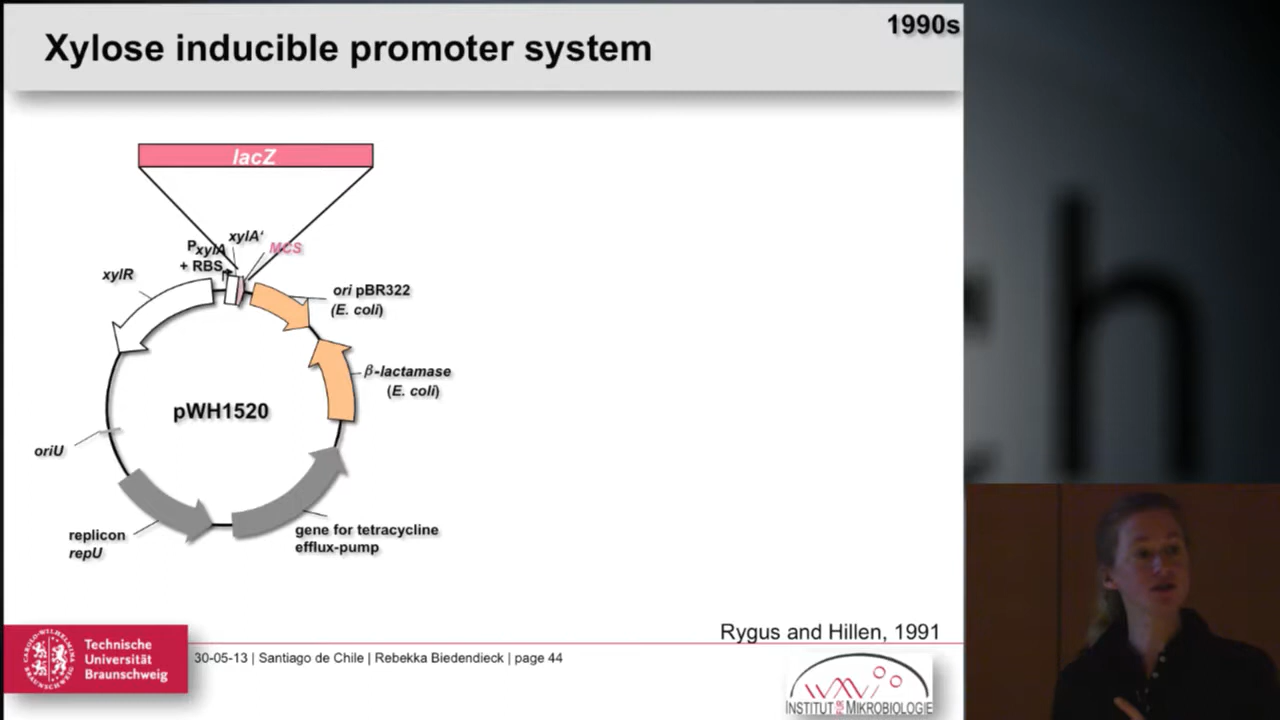 1990s
Xylose inducible promoter system
lacZ
xylA'
PxylA
MCS
+ RBS
xylR
ori pBR322
(E. coli)
β-lactamase
(E. coli)
pWH1520
oriU
replicon
repU
gene for tetracycline
efflux-pump
Rygus and Hillen, 1991
Technische
Universität
Braunschweig
30-05-13 | Santiago de Chile | Rebekka Biedendieck | page 44
INSTITUT FÜR MIKROBIOLOGIE
h